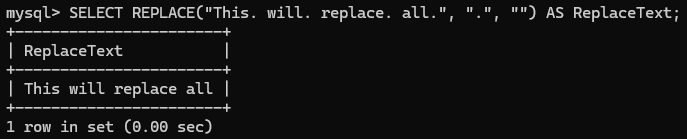 mysql> SELECT REPLACE("This. will. replace. all.", ".", "") AS ReplaceText;
+-----------------------+
| ReplaceText           |
+-----------------------+
| This will replace all |
+-----------------------+
1 row in set (0.00 sec)